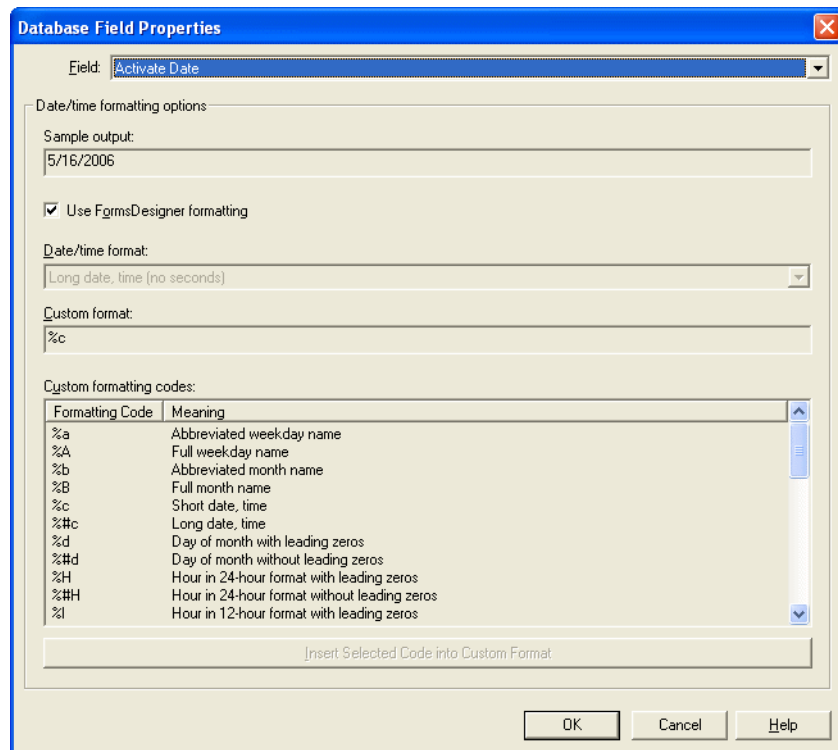 Database Field Properties
Field: Activate Date
Date/time formatting options
Sample output:
5/16/2006
Use FormsDesigner formatting
Date/time format:
Long date, time (no seconds)
Custom format:
%c
Custom formatting codes:
Formatting Code Meaning
%a Abbreviated weekday name
%A Full weekday name
%b Abbreviated month name
%B Full month name
%c Short date, time
%#c Long date, time
%d Day of month with leading zeros
%#d Day of month without leading zeros
%H Hour in 24-hour format with leading zeros
%#H Hour in 24-hour format without leading zeros
%I Hour in 12-hour format with leading zeros
Insert Selected Code into Custom Format
OK Cancel Help